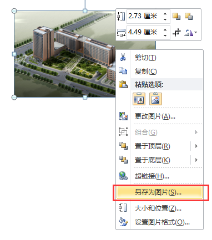 2.73 厘米
4.49 厘米
剪切(T)
复制(C)
粘贴选项:
更改图片(A)...
组合(G)
置于顶层(R)
置于底层(K)
超链接(H)...
另存为图片(S)...
大小和位置(Z)...
设置图片格式(O)...